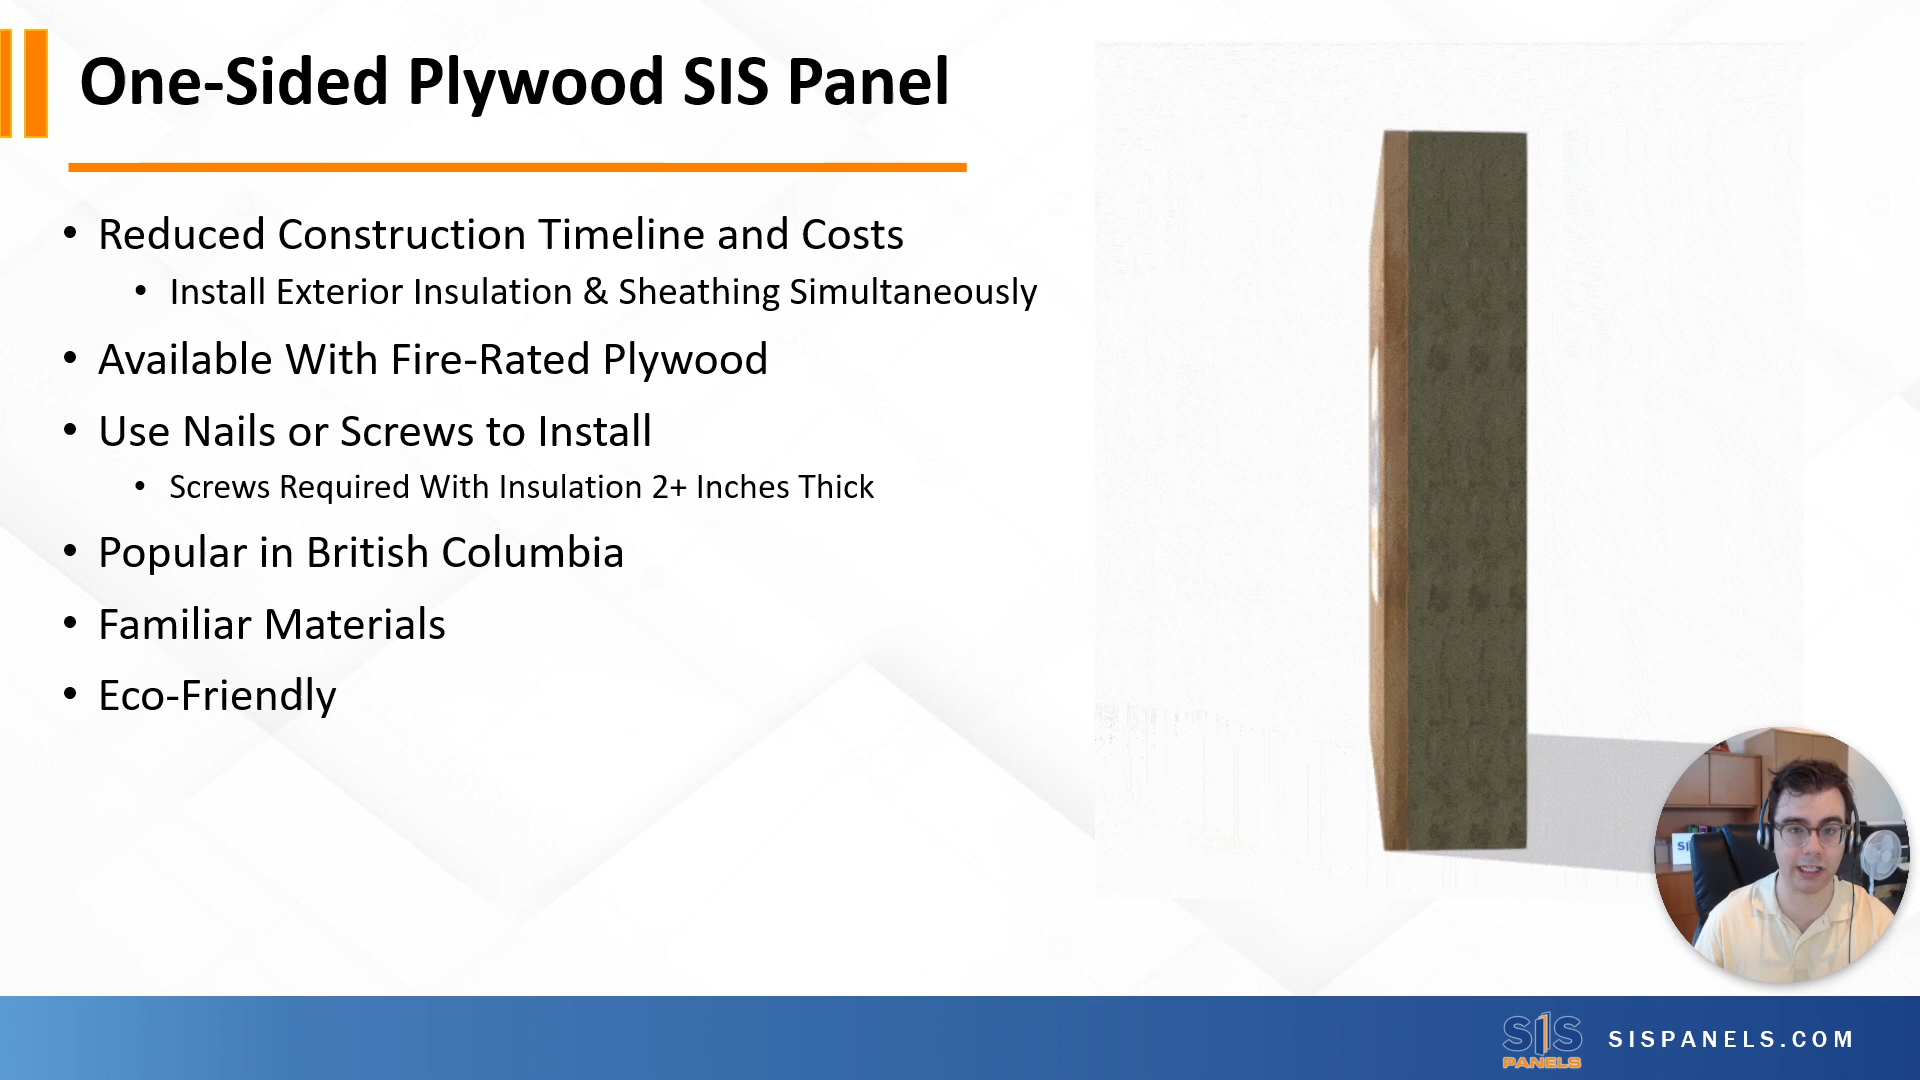 One-Sided Plywood SIS Panel
• Reduced Construction Timeline and Costs
• Install Exterior Insulation & Sheathing Simultaneously
• Available With Fire-Rated Plywood
• Use Nails or Screws to Install
• Screws Required With Insulation 2+ Inches Thick
• Popular in British Columbia
• Familiar Materials
• Eco-Friendly
SIS
PANELS
SISPANELS.COM